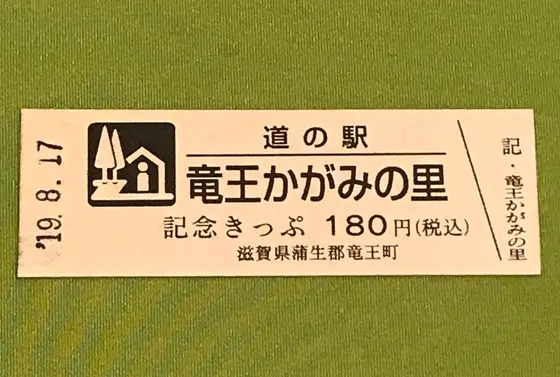 '19.8.17
道の駅
竜王かがみの里
記念きっぷ 180円(税込)
滋賀県蒲生郡竜王町
記・竜王かがみの里